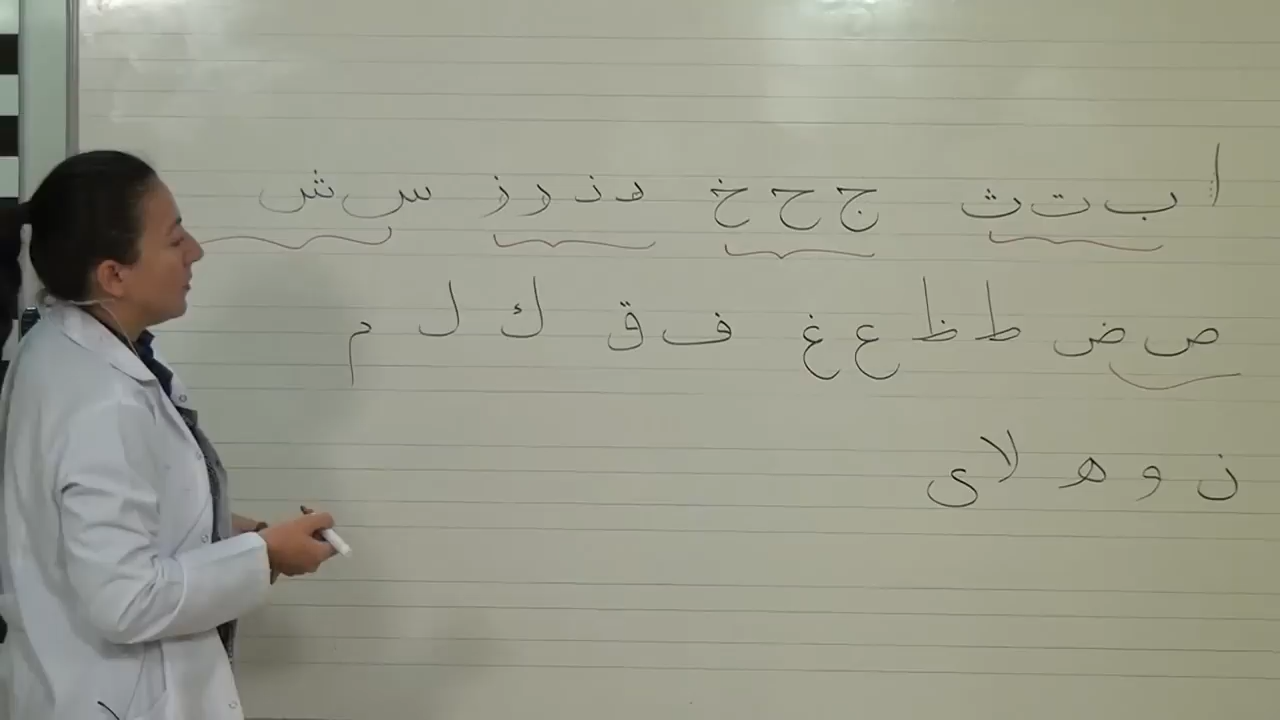 ا ب ت ث ج ح خ د ذ ر ز س ش
ص ض ط ظ ع غ ف ق ك ل م
ن و ه لا ى